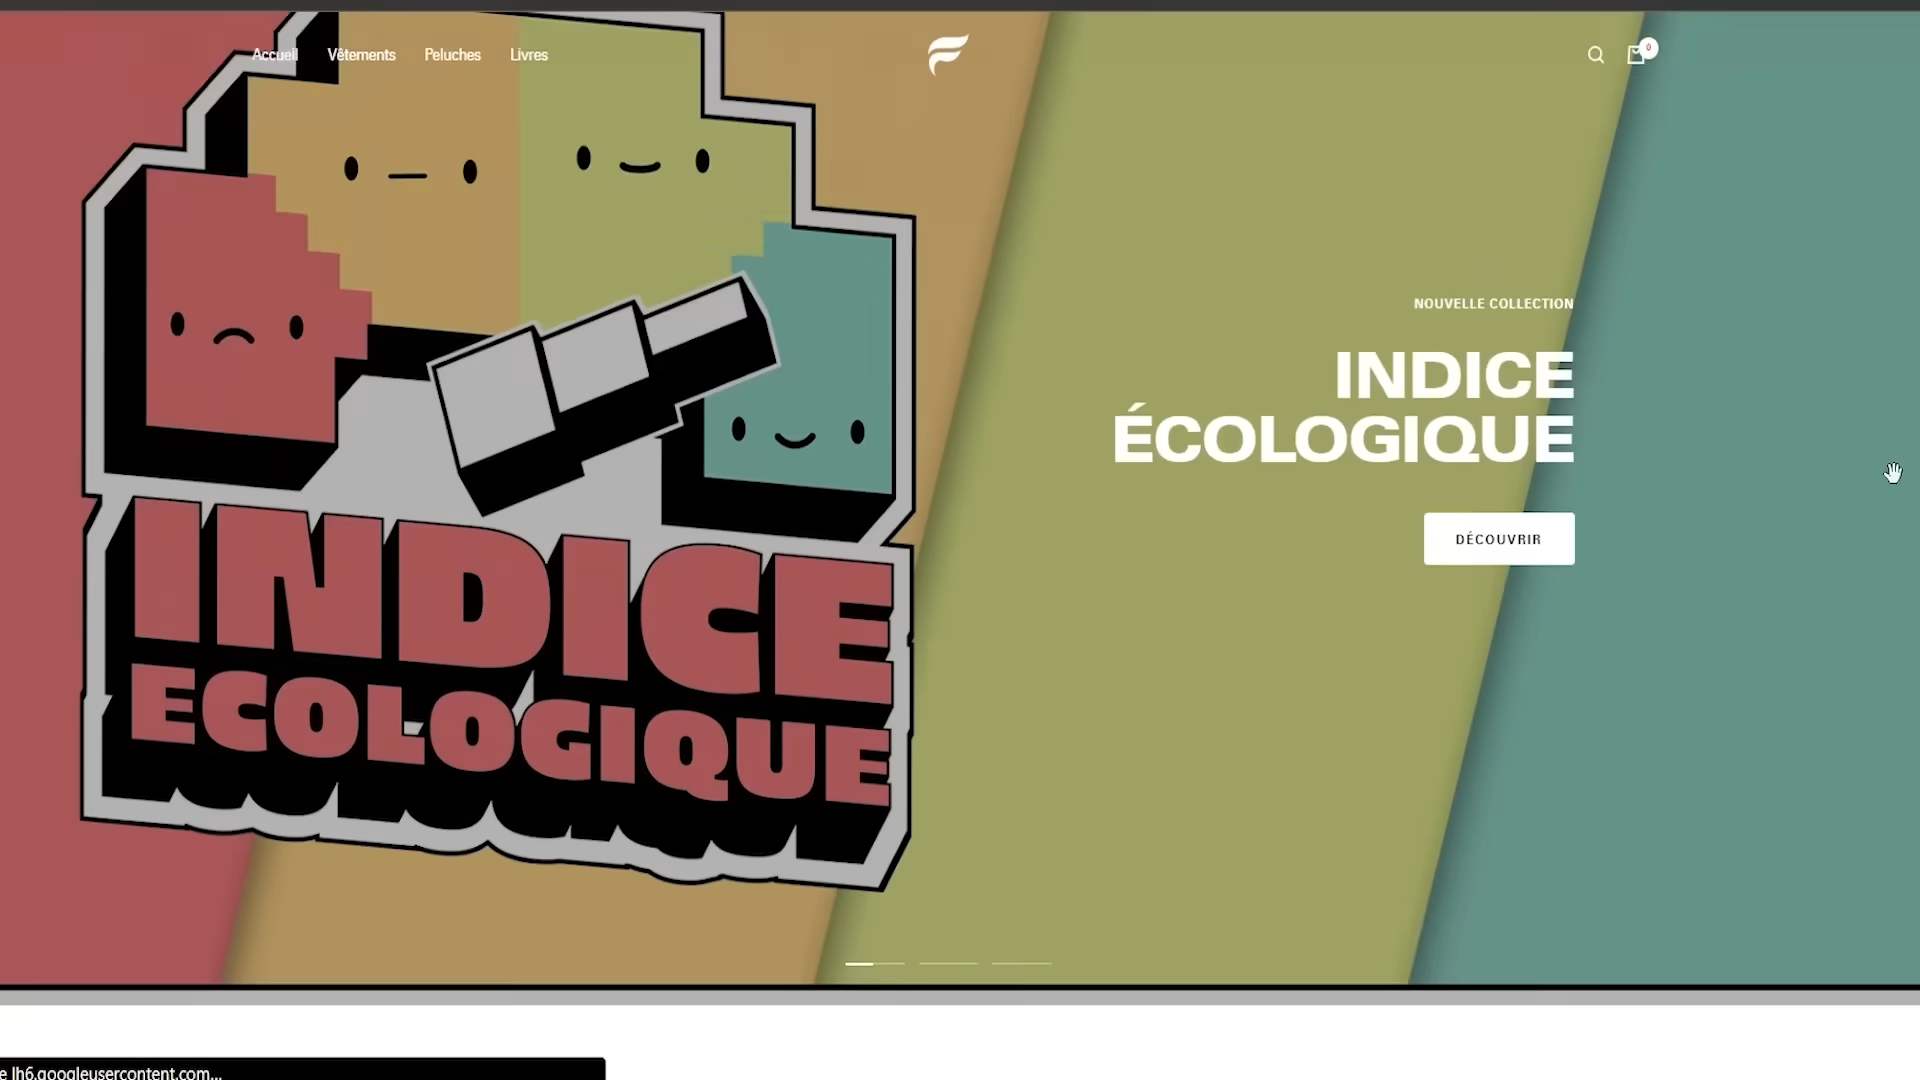 Accueil Vêtements Peluches Livres
0
NOUVELLE COLLECTION
INDICE
ÉCOLOGIQUE
DÉCOUVRIR
INDICE
ECOLOGIQUE
e lh6.googleusercontent.com...